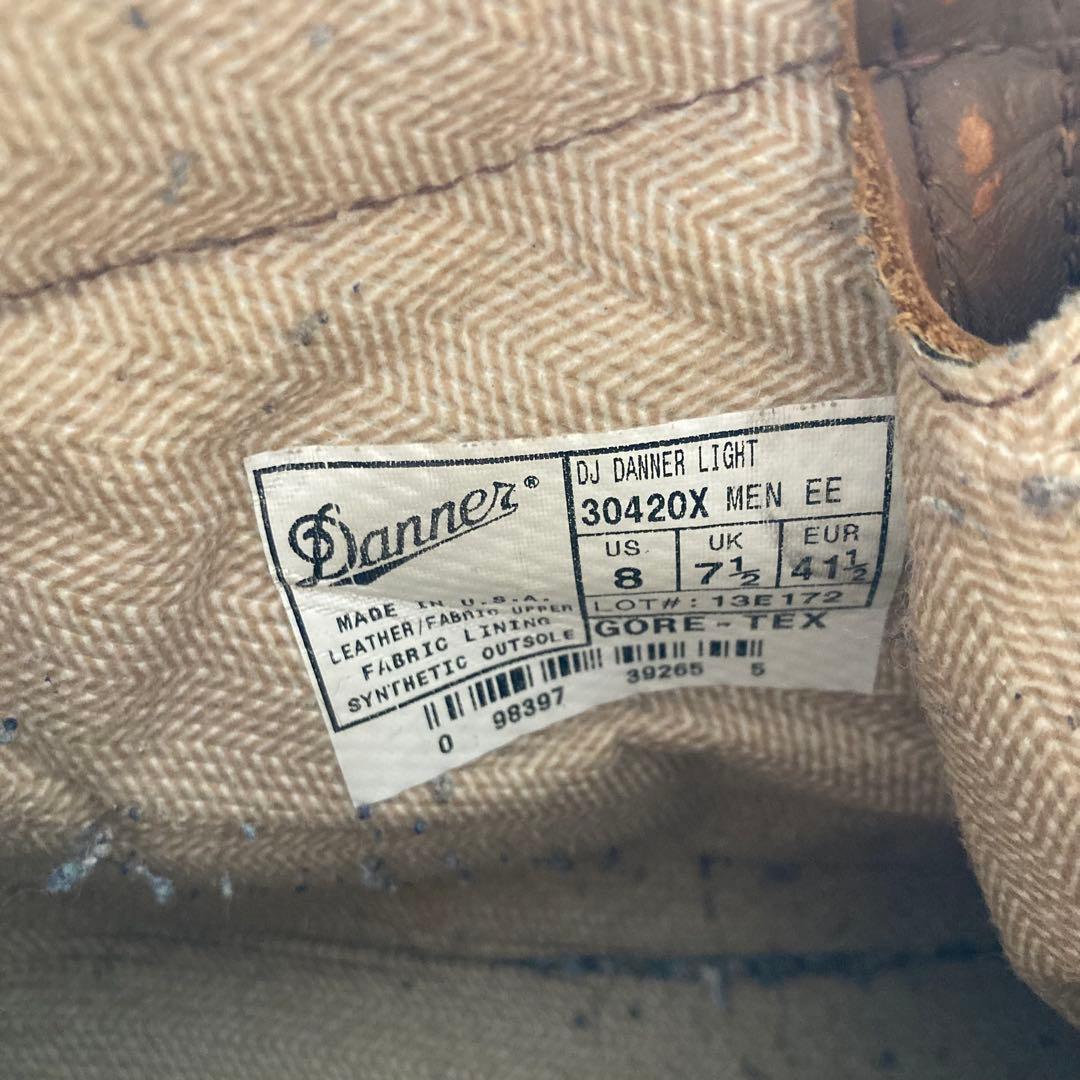 Danner®
MADE IN U.S.A.
LEATHER/FABRIC UPPER
FABRIC LINING
SYNTHETIC OUTSOLE
DJ DANNER LIGHT
30420X MEN EE
US UK EUR
8 7½ 41½
LOT#: 13E172
GORE-TEX
0 98397 39265 5